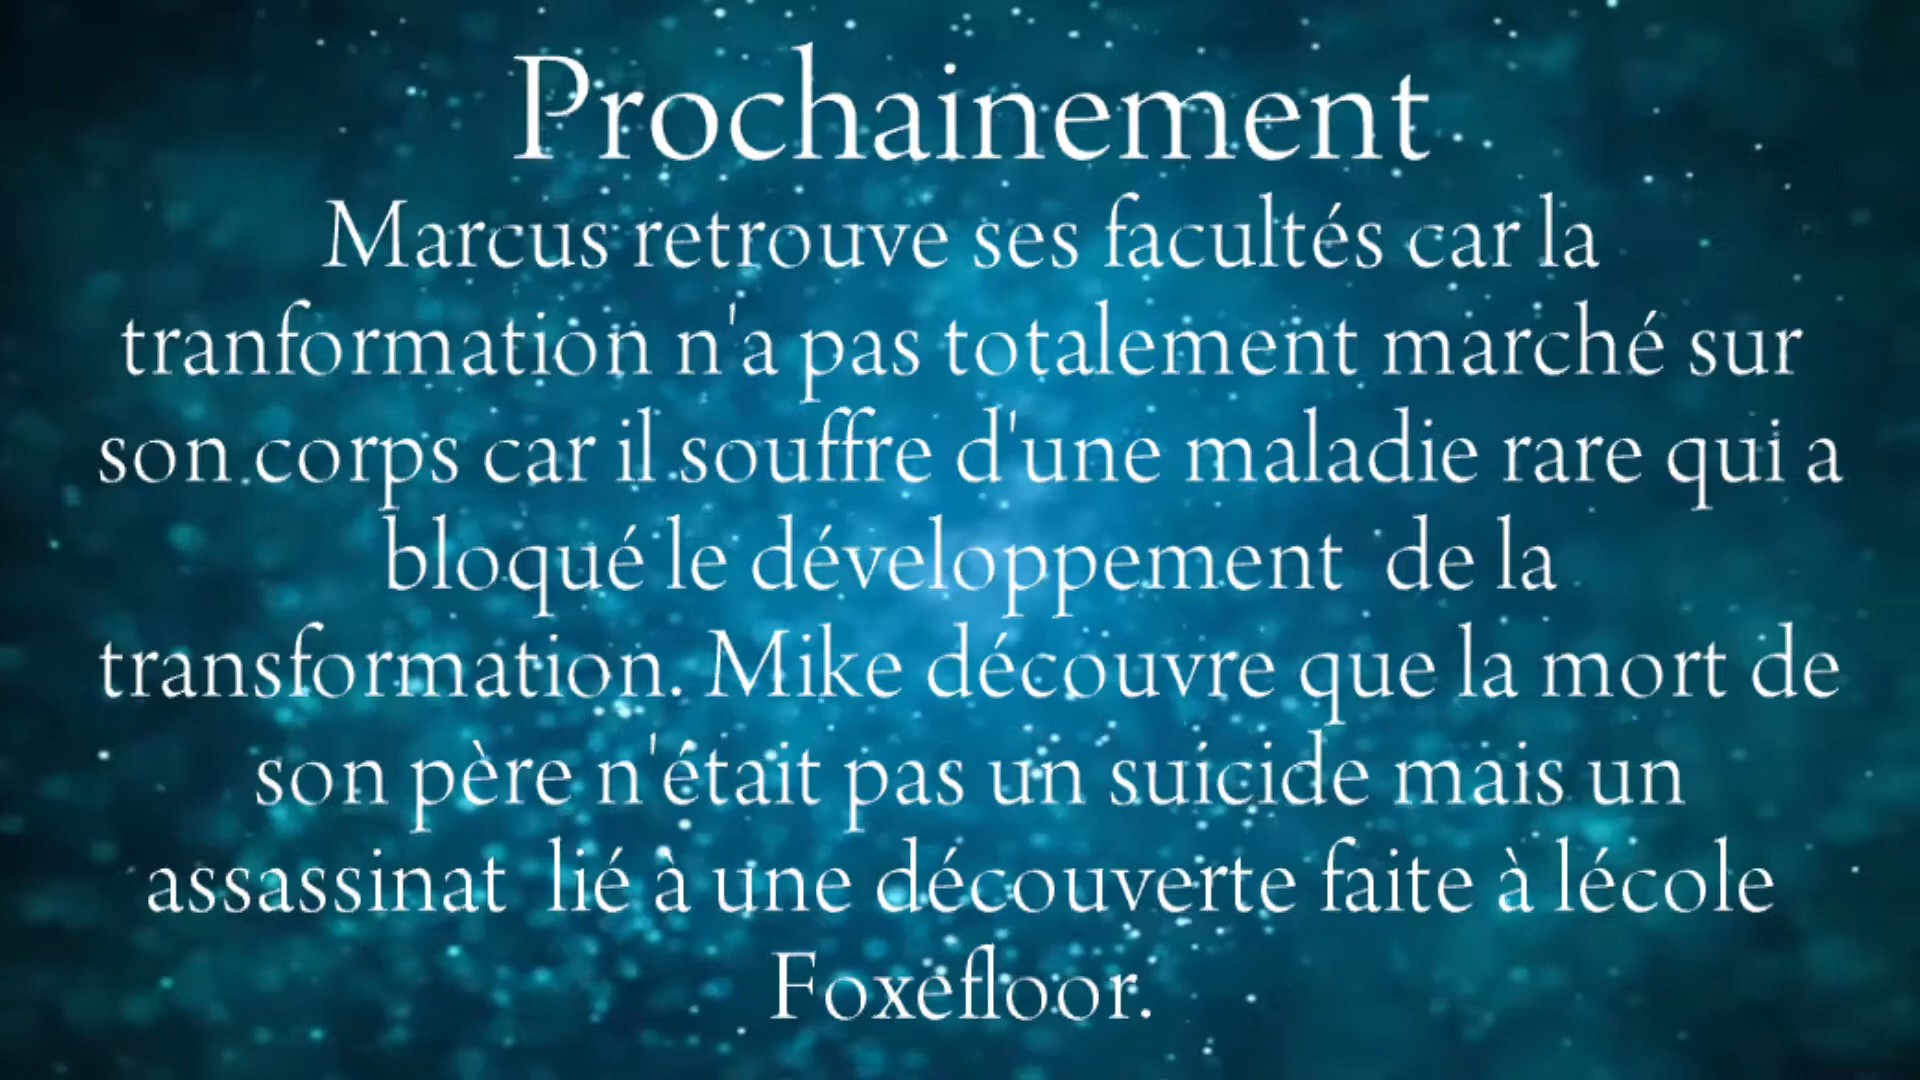 Prochainement
Marcus retrouve ses facultés car la
tranformation n'a pas totalement marché sur
son corps car il souffre d'une maladie rare qui a
bloqué le développement  de la
transformation. Mike découvre que la mort de
son père n'était pas un suicide mais un
assassinat  lié à une découverte faite à lécole
Foxefloor.